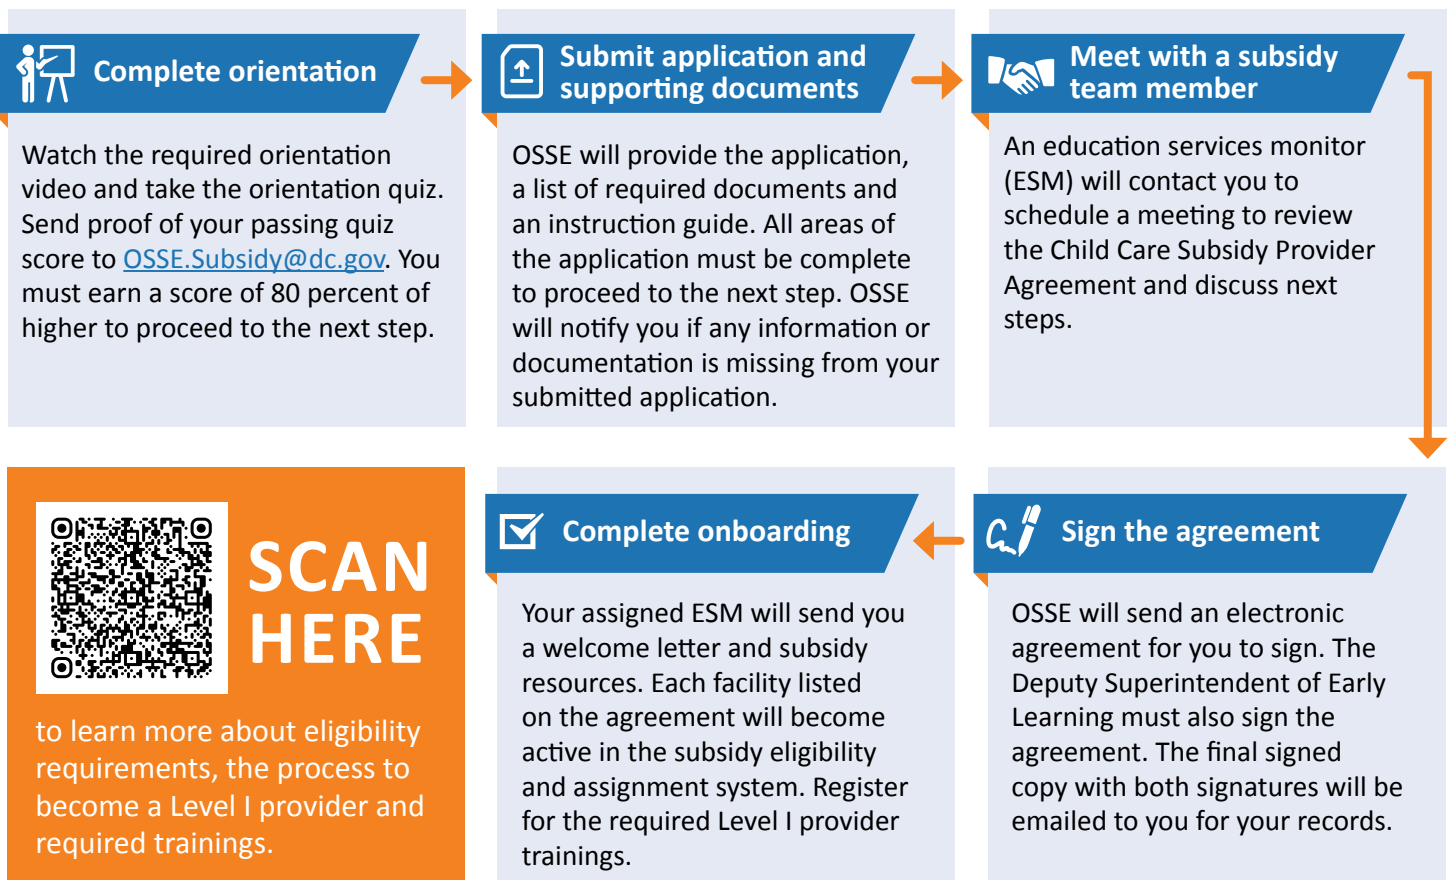 Complete orientation
Watch the required orientation
video and take the orientation quiz.
Send proof of your passing quiz
score to OSSE.Subsidy@dc.gov. You
must earn a score of 80 percent of
higher to proceed to the next step.
Submit application and
supporting documents
OSSE will provide the application,
a list of required documents and
an instruction guide. All areas of
the application must be complete
to proceed to the next step. OSSE
will notify you if any information or
documentation is missing from your
submitted application.
Meet with a subsidy
team member
An education services monitor
(ESM) will contact you to
schedule a meeting to review
the Child Care Subsidy Provider
Agreement and discuss next
steps.
Sign the agreement
OSSE will send an electronic
agreement for you to sign. The
Deputy Superintendent of Early
Learning must also sign the
agreement. The final signed
copy with both signatures will be
emailed to you for your records.
Complete onboarding
Your assigned ESM will send you
a welcome letter and subsidy
resources. Each facility listed
on the agreement will become
active in the subsidy eligibility
and assignment system. Register
for the required Level I provider
trainings.
SCAN
HERE
to learn more about eligibility
requirements, the process to
become a Level I provider and
required trainings.